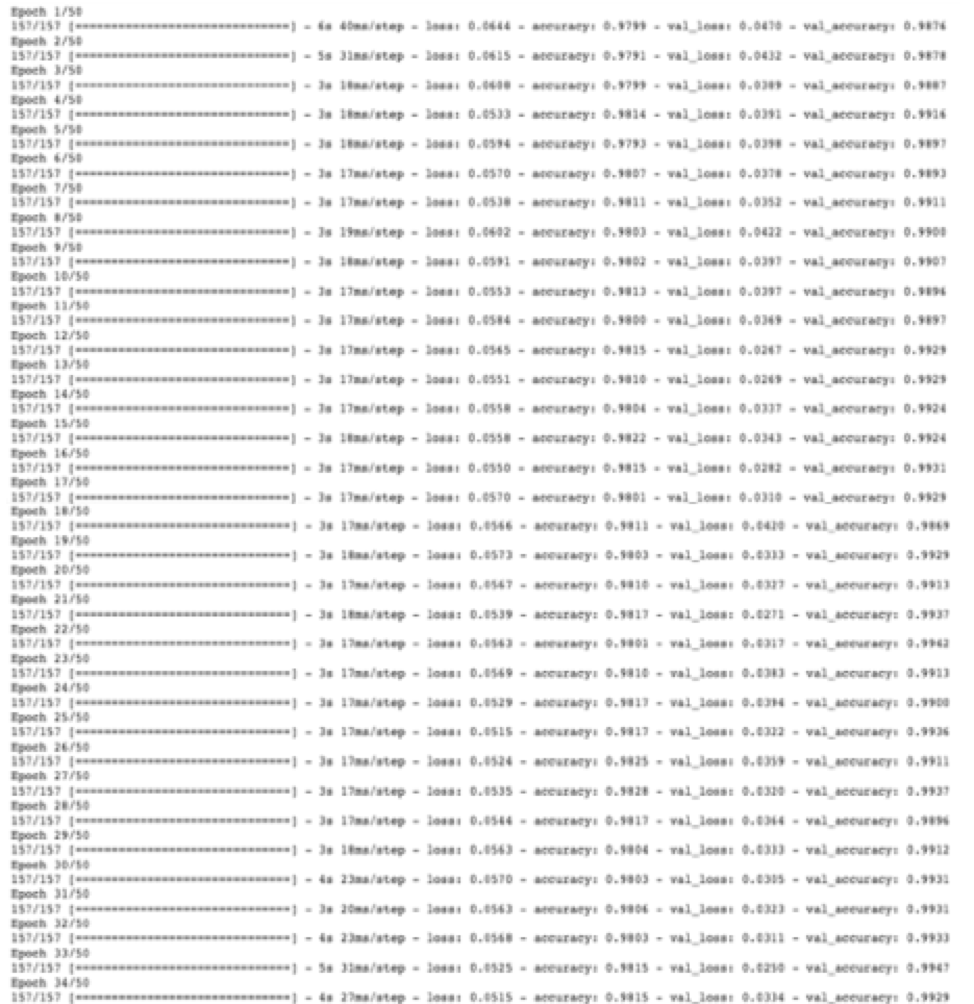 Epoch 1/50
157/157 [==============================] - 6s 40ms/step - loss: 0.0644 - accuracy: 0.9799 - val_loss: 0.0470 - val_accuracy: 0.9876
Epoch 2/50
157/157 [==============================] - 5s 31ms/step - loss: 0.0615 - accuracy: 0.9791 - val_loss: 0.0432 - val_accuracy: 0.9878
Epoch 3/50
157/157 [==============================] - 3s 18ms/step - loss: 0.0608 - accuracy: 0.9799 - val_loss: 0.0389 - val_accuracy: 0.9887
Epoch 4/50
157/157 [==============================] - 3s 18ms/step - loss: 0.0533 - accuracy: 0.9814 - val_loss: 0.0391 - val_accuracy: 0.9916
Epoch 5/50
157/157 [==============================] - 3s 18ms/step - loss: 0.0594 - accuracy: 0.9793 - val_loss: 0.0398 - val_accuracy: 0.9897
Epoch 6/50
157/157 [==============================] - 3s 17ms/step - loss: 0.0570 - accuracy: 0.9807 - val_loss: 0.0378 - val_accuracy: 0.9893
Epoch 7/50
157/157 [==============================] - 3s 17ms/step - loss: 0.0538 - accuracy: 0.9811 - val_loss: 0.0352 - val_accuracy: 0.9911
Epoch 8/50
157/157 [==============================] - 3s 19ms/step - loss: 0.0602 - accuracy: 0.9803 - val_loss: 0.0422 - val_accuracy: 0.9900
Epoch 9/50
157/157 [==============================] - 3s 18ms/step - loss: 0.0591 - accuracy: 0.9802 - val_loss: 0.0397 - val_accuracy: 0.9907
Epoch 10/50
157/157 [==============================] - 3s 17ms/step - loss: 0.0553 - accuracy: 0.9813 - val_loss: 0.0397 - val_accuracy: 0.9896
Epoch 11/50
157/157 [==============================] - 3s 17ms/step - loss: 0.0584 - accuracy: 0.9800 - val_loss: 0.0369 - val_accuracy: 0.9897
Epoch 12/50
157/157 [==============================] - 3s 17ms/step - loss: 0.0565 - accuracy: 0.9815 - val_loss: 0.0267 - val_accuracy: 0.9929
Epoch 13/50
157/157 [==============================] - 3s 17ms/step - loss: 0.0551 - accuracy: 0.9810 - val_loss: 0.0269 - val_accuracy: 0.9929
Epoch 14/50
157/157 [==============================] - 3s 17ms/step - loss: 0.0558 - accuracy: 0.9804 - val_loss: 0.0337 - val_accuracy: 0.9924
Epoch 15/50
157/157 [==============================] - 3s 18ms/step - loss: 0.0558 - accuracy: 0.9822 - val_loss: 0.0343 - val_accuracy: 0.9924
Epoch 16/50
157/157 [==============================] - 3s 17ms/step - loss: 0.0550 - accuracy: 0.9815 - val_loss: 0.0282 - val_accuracy: 0.9931
Epoch 17/50
157/157 [==============================] - 3s 17ms/step - loss: 0.0570 - accuracy: 0.9801 - val_loss: 0.0310 - val_accuracy: 0.9929
Epoch 18/50
157/157 [==============================] - 3s 17ms/step - loss: 0.0566 - accuracy: 0.9811 - val_loss: 0.0420 - val_accuracy: 0.9869
Epoch 19/50
157/157 [==============================] - 3s 18ms/step - loss: 0.0573 - accuracy: 0.9803 - val_loss: 0.0333 - val_accuracy: 0.9929
Epoch 20/50
157/157 [==============================] - 3s 17ms/step - loss: 0.0567 - accuracy: 0.9810 - val_loss: 0.0327 - val_accuracy: 0.9913
Epoch 21/50
157/157 [==============================] - 3s 18ms/step - loss: 0.0539 - accuracy: 0.9817 - val_loss: 0.0271 - val_accuracy: 0.9937
Epoch 22/50
157/157 [==============================] - 3s 17ms/step - loss: 0.0563 - accuracy: 0.9801 - val_loss: 0.0317 - val_accuracy: 0.9942
Epoch 23/50
157/157 [==============================] - 3s 17ms/step - loss: 0.0569 - accuracy: 0.9810 - val_loss: 0.0383 - val_accuracy: 0.9913
Epoch 24/50
157/157 [==============================] - 3s 17ms/step - loss: 0.0529 - accuracy: 0.9817 - val_loss: 0.0394 - val_accuracy: 0.9900
Epoch 25/50
157/157 [==============================] - 3s 17ms/step - loss: 0.0515 - accuracy: 0.9817 - val_loss: 0.0322 - val_accuracy: 0.9936
Epoch 26/50
157/157 [==============================] - 3s 17ms/step - loss: 0.0524 - accuracy: 0.9825 - val_loss: 0.0359 - val_accuracy: 0.9911
Epoch 27/50
157/157 [==============================] - 3s 17ms/step - loss: 0.0535 - accuracy: 0.9828 - val_loss: 0.0320 - val_accuracy: 0.9937
Epoch 28/50
157/157 [==============================] - 3s 17ms/step - loss: 0.0544 - accuracy: 0.9817 - val_loss: 0.0364 - val_accuracy: 0.9896
Epoch 29/50
157/157 [==============================] - 3s 18ms/step - loss: 0.0563 - accuracy: 0.9804 - val_loss: 0.0333 - val_accuracy: 0.9912
Epoch 30/50
157/157 [==============================] - 4s 23ms/step - loss: 0.0570 - accuracy: 0.9803 - val_loss: 0.0305 - val_accuracy: 0.9931
Epoch 31/50
157/157 [==============================] - 3s 20ms/step - loss: 0.0563 - accuracy: 0.9806 - val_loss: 0.0323 - val_accuracy: 0.9931
Epoch 32/50
157/157 [==============================] - 4s 23ms/step - loss: 0.0568 - accuracy: 0.9803 - val_loss: 0.0311 - val_accuracy: 0.9933
Epoch 33/50
157/157 [==============================] - 5s 31ms/step - loss: 0.0525 - accuracy: 0.9815 - val_loss: 0.0250 - val_accuracy: 0.9947
Epoch 34/50
157/157 [==============================] - 4s 27ms/step - loss: 0.0515 - accuracy: 0.9815 - val_loss: 0.0334 - val_accuracy: 0.9929